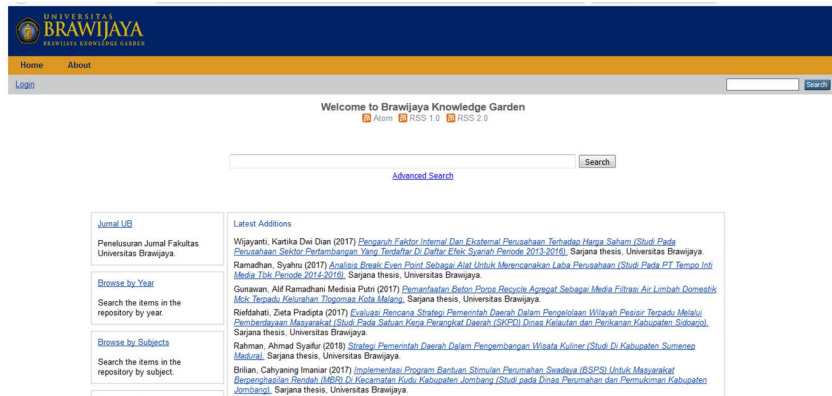 UNIVERSITAS
BRAWIJAYA
BRAWIJAYA KNOWLEDGE GARDEN
Home About
Login
Search
Welcome to Brawijaya Knowledge Garden
Atom RSS 1.0 RSS 2.0
Search
Advanced Search
Jurnal UB
Penelusuran Jurnal Fakultas
Universitas Brawijaya.
Browse by Year
Search the items in the
repository by year.
Browse by Subjects
Search the items in the
repository by subject.
Latest Additions
Wijayanti, Kartika Dwi Dian (2017) Pengaruh Faktor Internal Dan Eksternal Perusahaan Terhadap Harga Saham (Studi Pada
Perusahaan Sektor Pertambangan Yang Terdaftar Di Daftar Efek Syariah Periode 2013-2016). Sarjana thesis, Universitas Brawijaya.
Ramadhan, Syahru (2017) Analisis Break Even Point Sebagai Alat Untuk Merencanakan Laba Perusahaan (Studi Pada PT Tempo Inti
Media Tbk Periode 2014-2016). Sarjana thesis, Universitas Brawijaya.
Gunawan, Alif Ramadhani Medisia Putri (2017) Pemanfaatan Beton Poros Recycle Agregat Sebagai Media Filtrasi Air Limbah Domestik
Mck Terpadu Kelurahan Tlogomas Kota Malang. Sarjana thesis, Universitas Brawijaya.
Riefdahati, Zieta Pradipta (2017) Evaluasi Rencana Strategi Pemerintah Daerah Dalam Pengelolaan Wilayah Pesisir Terpadu Melalui
Pemberdayaan Masyarakat (Studi Pada Satuan Kerja Perangkat Daerah (SKPD) Dinas Kelautan dan Perikanan Kabupaten Sidoarjo).
Sarjana thesis, Universitas Brawijaya.
Rahman, Ahmad Syaifur (2018) Strategi Pemerintah Daerah Dalam Pengembangan Wisata Kuliner (Studi Di Kabupaten Sumenep
Madura). Sarjana thesis, Universitas Brawijaya.
Brilian, Cahyaning Imaniar (2017) Implementasi Program Bantuan Stimulan Perumahan Swadaya (BSPS) Untuk Masyarakat
Berpenghasilan Rendah (MBR) Di Kecamatan Kudu Kabupaten Jombang (Studi pada Dinas Perumahan dan Permukiman Kabupaten
Jombang). Sarjana thesis, Universitas Brawijaya.